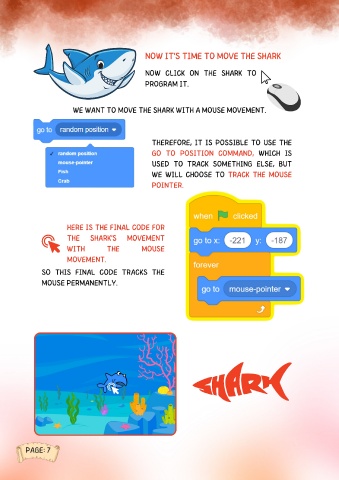 NOW IT'S TIME TO MOVE THE SHARK
NOW CLICK ON THE SHARK TO
PROGRAM IT.
WE WANT TO MOVE THE SHARK WITH A MOUSE MOVEMENT.
go to random position
✓ random position
mouse-pointer
Fish
Crab
THEREFORE, IT IS POSSIBLE TO USE THE
GO TO POSITION COMMAND, WHICH IS
USED TO TRACK SOMETHING ELSE, BUT
WE WILL CHOOSE TO TRACK THE MOUSE
POINTER.
when clicked
go to x: -221 y: -187
forever
go to mouse-pointer
HERE IS THE FINAL CODE FOR
THE SHARK'S MOVEMENT
WITH THE MOUSE
MOVEMENT.
SO THIS FINAL CODE TRACKS THE
MOUSE PERMANENTLY.
SHARK
PAGE: 7